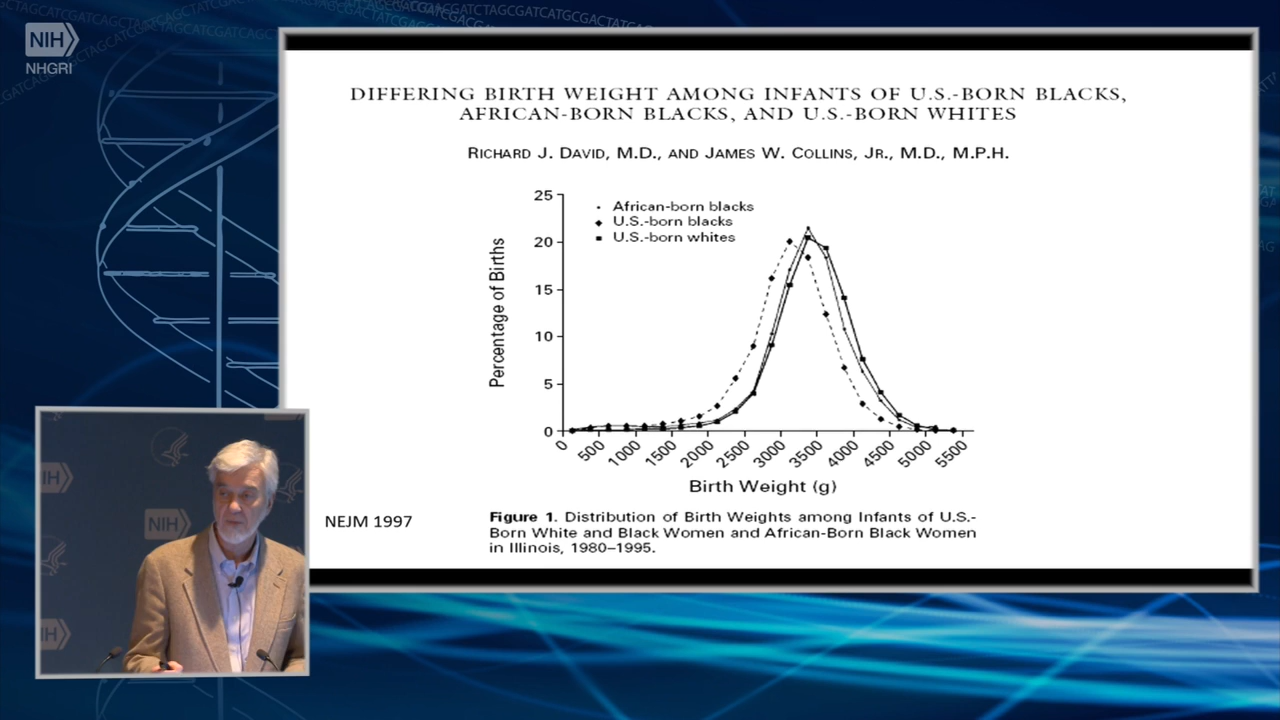 NIH
NHGRI
DIFFERING BIRTH WEIGHT AMONG INFANTS OF U.S.-BORN BLACKS,
AFRICAN-BORN BLACKS, AND U.S.-BORN WHITES
RICHARD J. DAVID, M.D., AND JAMES W. COLLINS, JR., M.D., M.P.H.
25
20
15
10
5
0
Percentage of Births
African-born blacks
U.S.-born blacks
U.S.-born whites
0
500
1000
1500
2000
2500
3000
3500
4000
4500
5000
5500
Birth Weight (g)
NEJM 1997
Figure 1. Distribution of Birth Weights among Infants of U.S.-
Born White and Black Women and African-Born Black Women
in Illinois, 1980–1995.
NIH